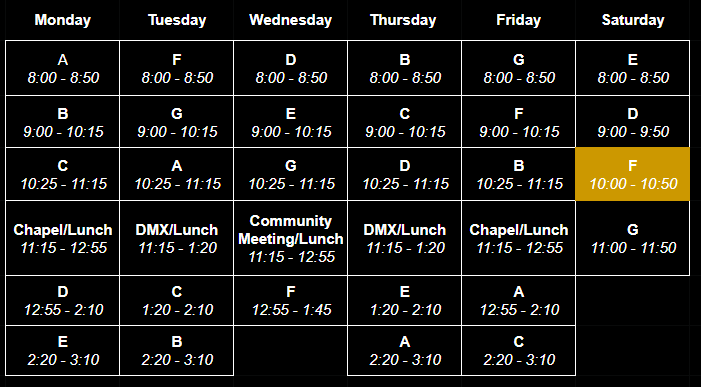 Monday Tuesday Wednesday Thursday Friday Saturday
A F D B G E
8:00 - 8:50 8:00 - 8:50 8:00 - 8:50 8:00 - 8:50 8:00 - 8:50 8:00 - 8:50
B G E C F D
9:00 - 10:15 9:00 - 10:15 9:00 - 10:15 9:00 - 10:15 9:00 - 10:15 9:00 - 9:50
C A G D B F
10:25 - 11:15 10:25 - 11:15 10:25 - 11:15 10:25 - 11:15 10:25 - 11:15 10:00 - 10:50
Chapel/Lunch DMX/Lunch Community Meeting/Lunch DMX/Lunch Chapel/Lunch G
11:15 - 12:55 11:15 - 1:20 11:15 - 12:55 11:15 - 1:20 11:15 - 12:55 11:00 - 11:50
D C F E A
12:55 - 2:10 1:20 - 2:10 12:55 - 1:45 1:20 - 2:10 12:55 - 2:10
E B A C
2:20 - 3:10 2:20 - 3:10 2:20 - 3:10 2:20 - 3:10